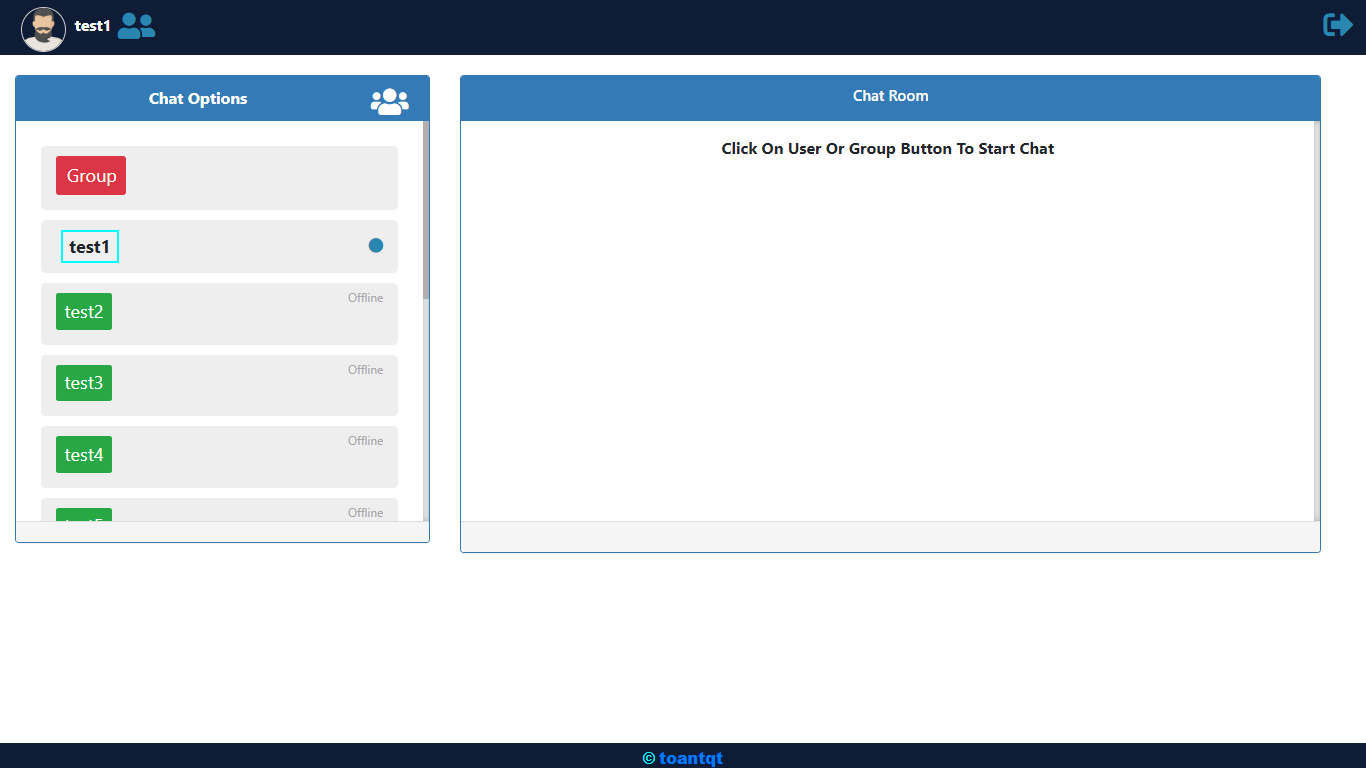 test1
Chat Options
Chat Room
Click On User Or Group Button To Start Chat
Group
test1
test2
Offline
test3
Offline
test4
Offline
Offline
© toantqt